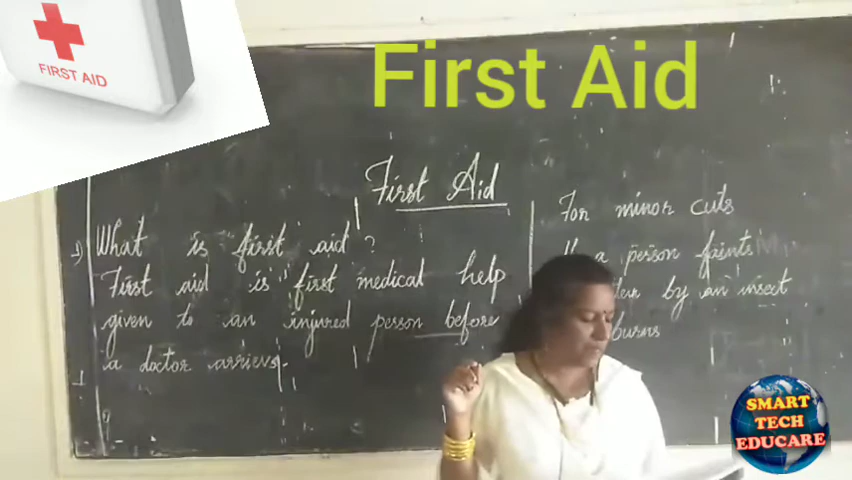 FIRST AID
First Aid
First Aid
1) What is first aid ?
First aid is first medical help
given to an injured person before
a doctor arrievs.
For minor cuts
a person faints
by an insect
burns
SMART
TECH
EDUCARE